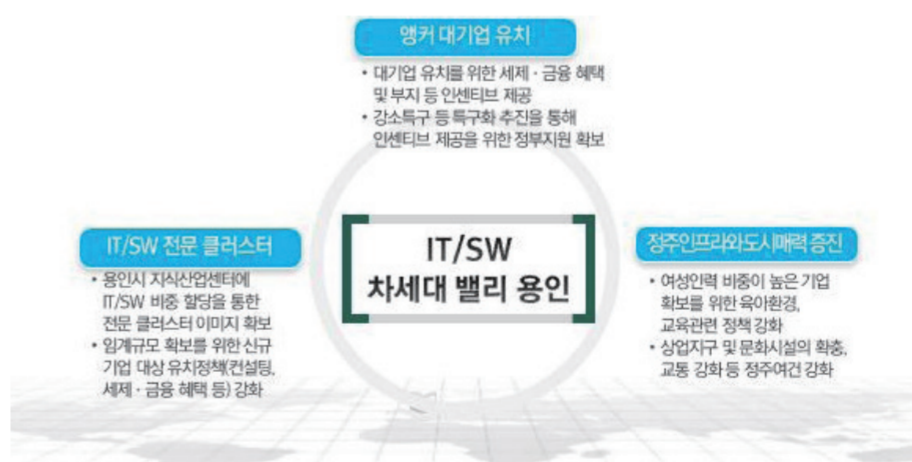 앵커 대기업 유치
• 대기업 유치를 위한 세제 · 금융 혜택
및 부지 등 인센티브 제공
• 강소특구 등 특구화 추진을 통해
인센티브 제공을 위한 정부지원 확보
IT/SW
차세대 밸리 용인
IT/SW 전문 클러스터
• 용인시 지식산업센터에
IT/SW 비중 할당을 통한
전문 클러스터 이미지 확보
• 임계규모 확보를 위한 신규
기업 대상 유치정책(컨설팅,
세제 · 금융 혜택 등) 강화
정주인프라와도시매력 증진
• 여성인력 비중이 높은 기업
확보를 위한 육아환경,
교육관련 정책 강화
• 상업지구 및 문화시설의 확충,
교통 강화 등 정주여건 강화